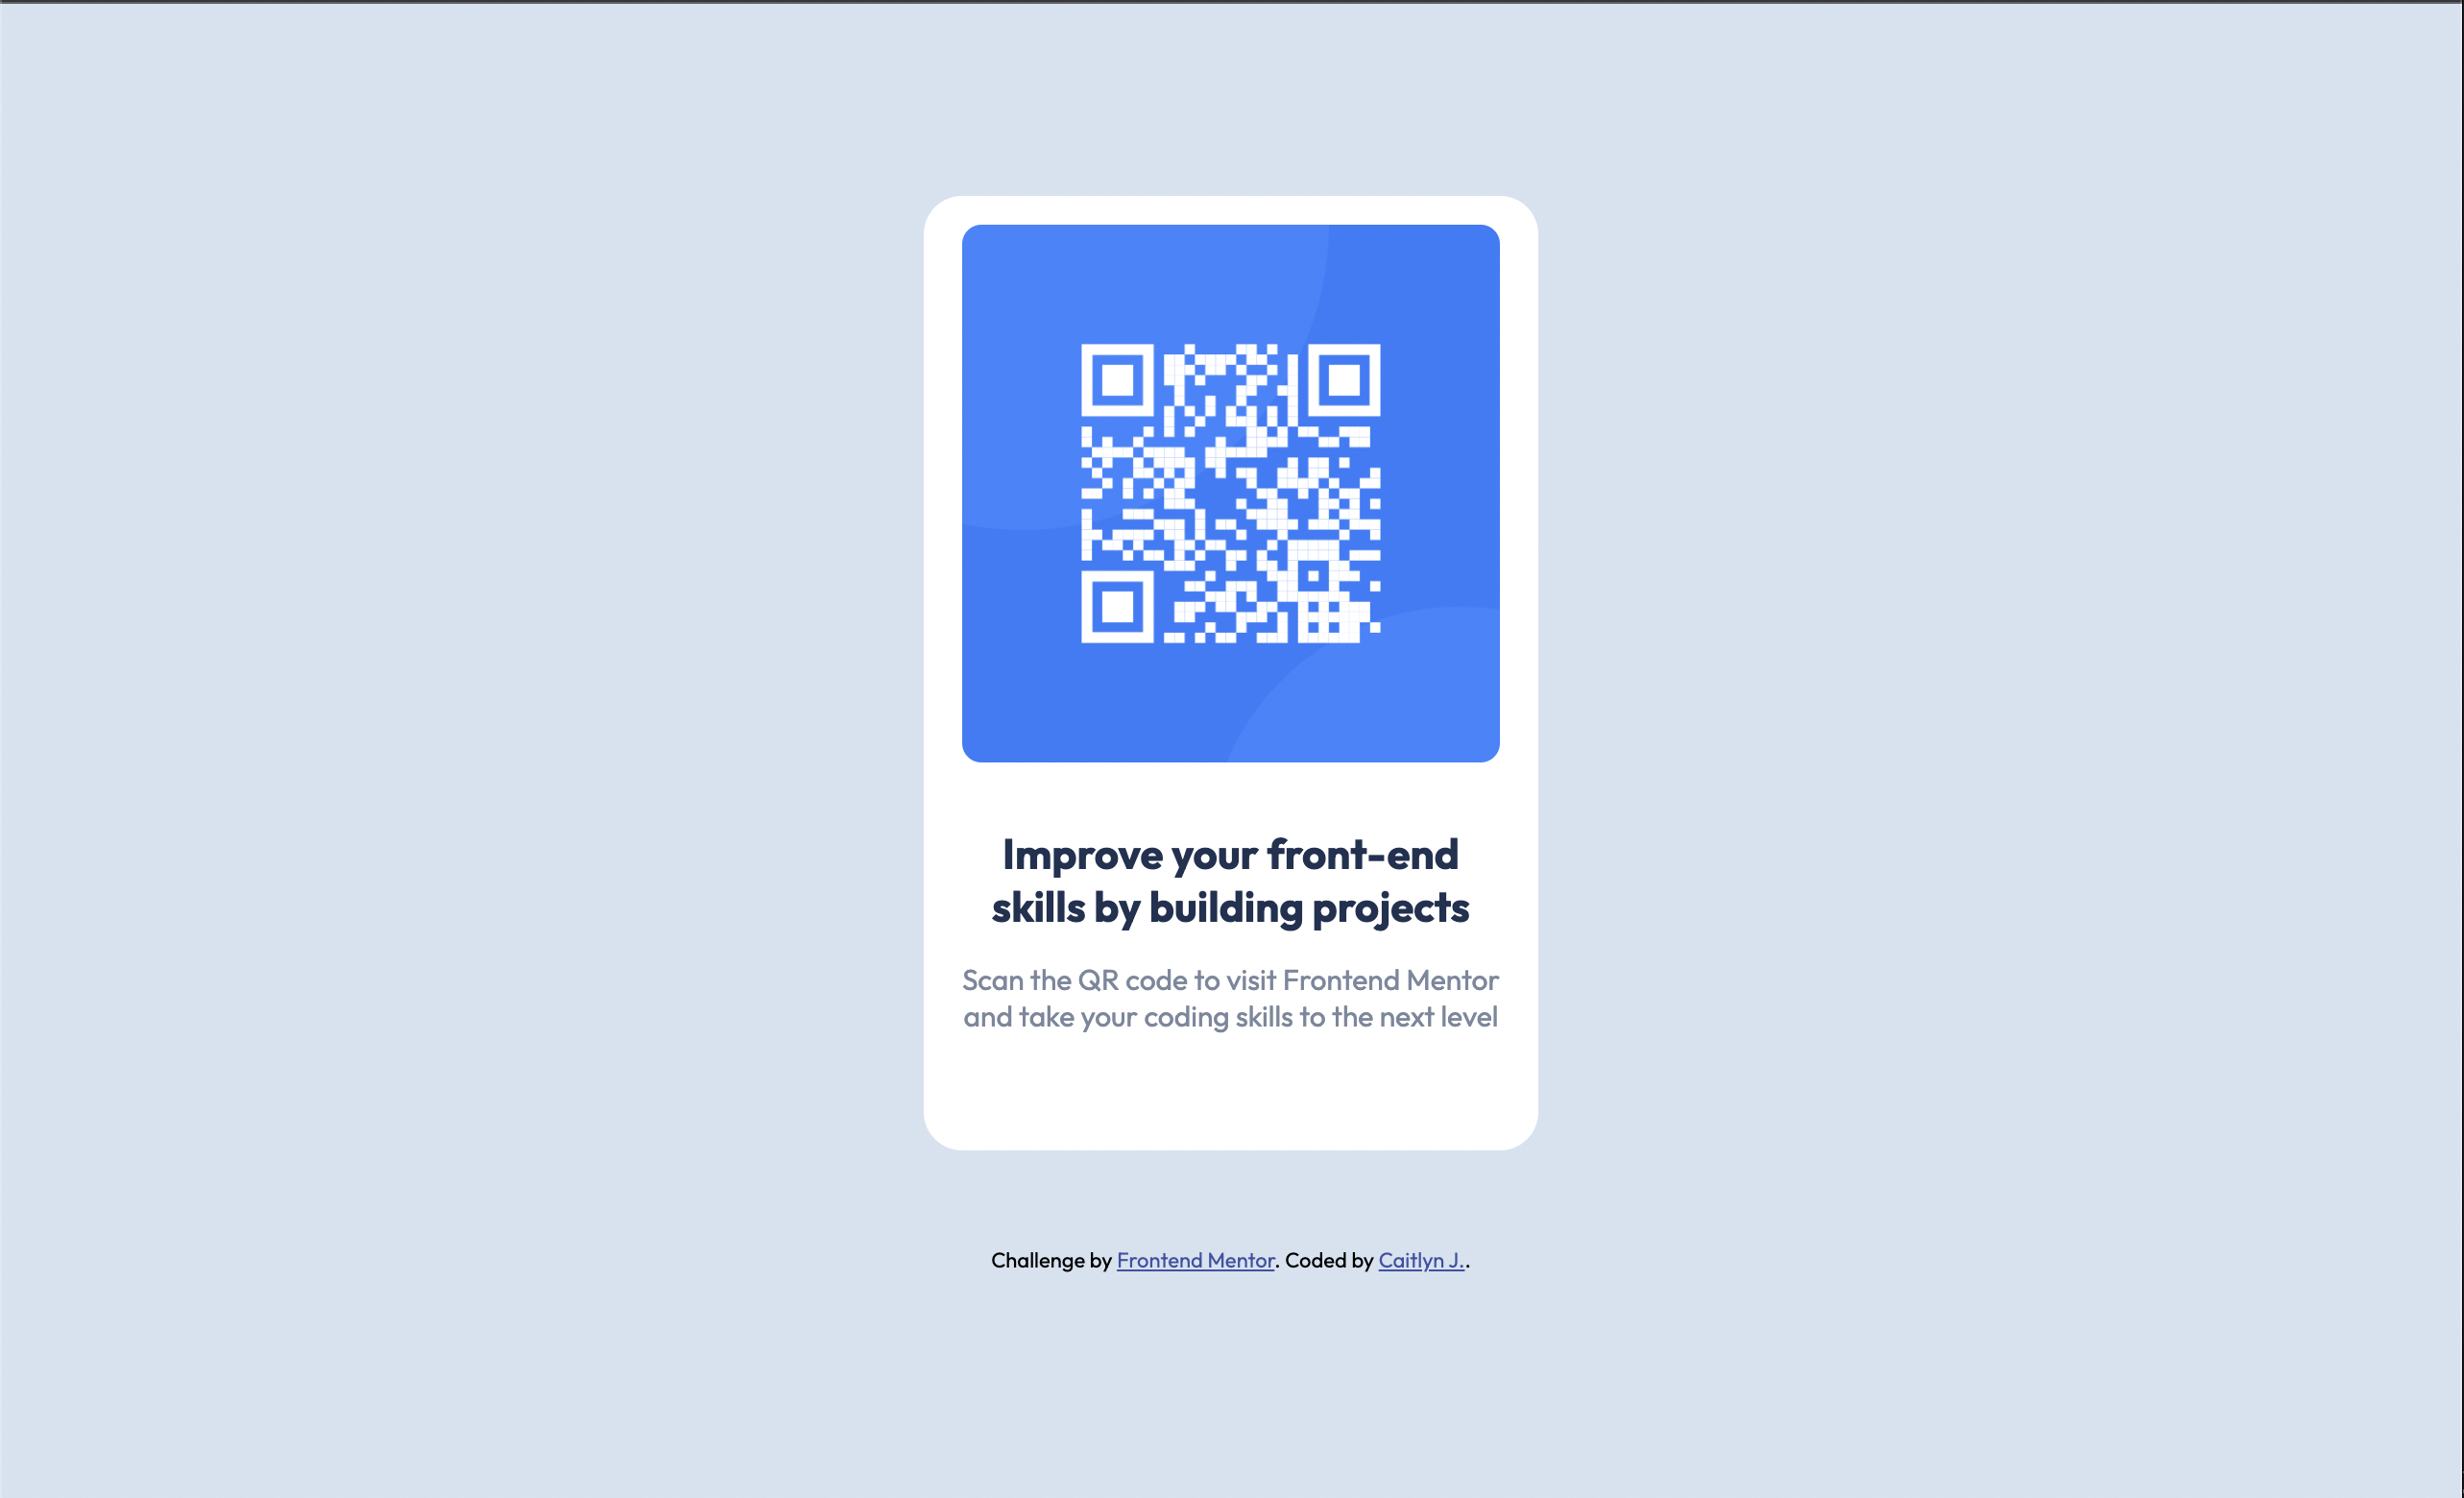 Improve your front-end
skills by building projects
Scan the QR code to visit Frontend Mentor
and take your coding skills to the next level
Challenge by Frontend Mentor. Coded by Caitlyn J..